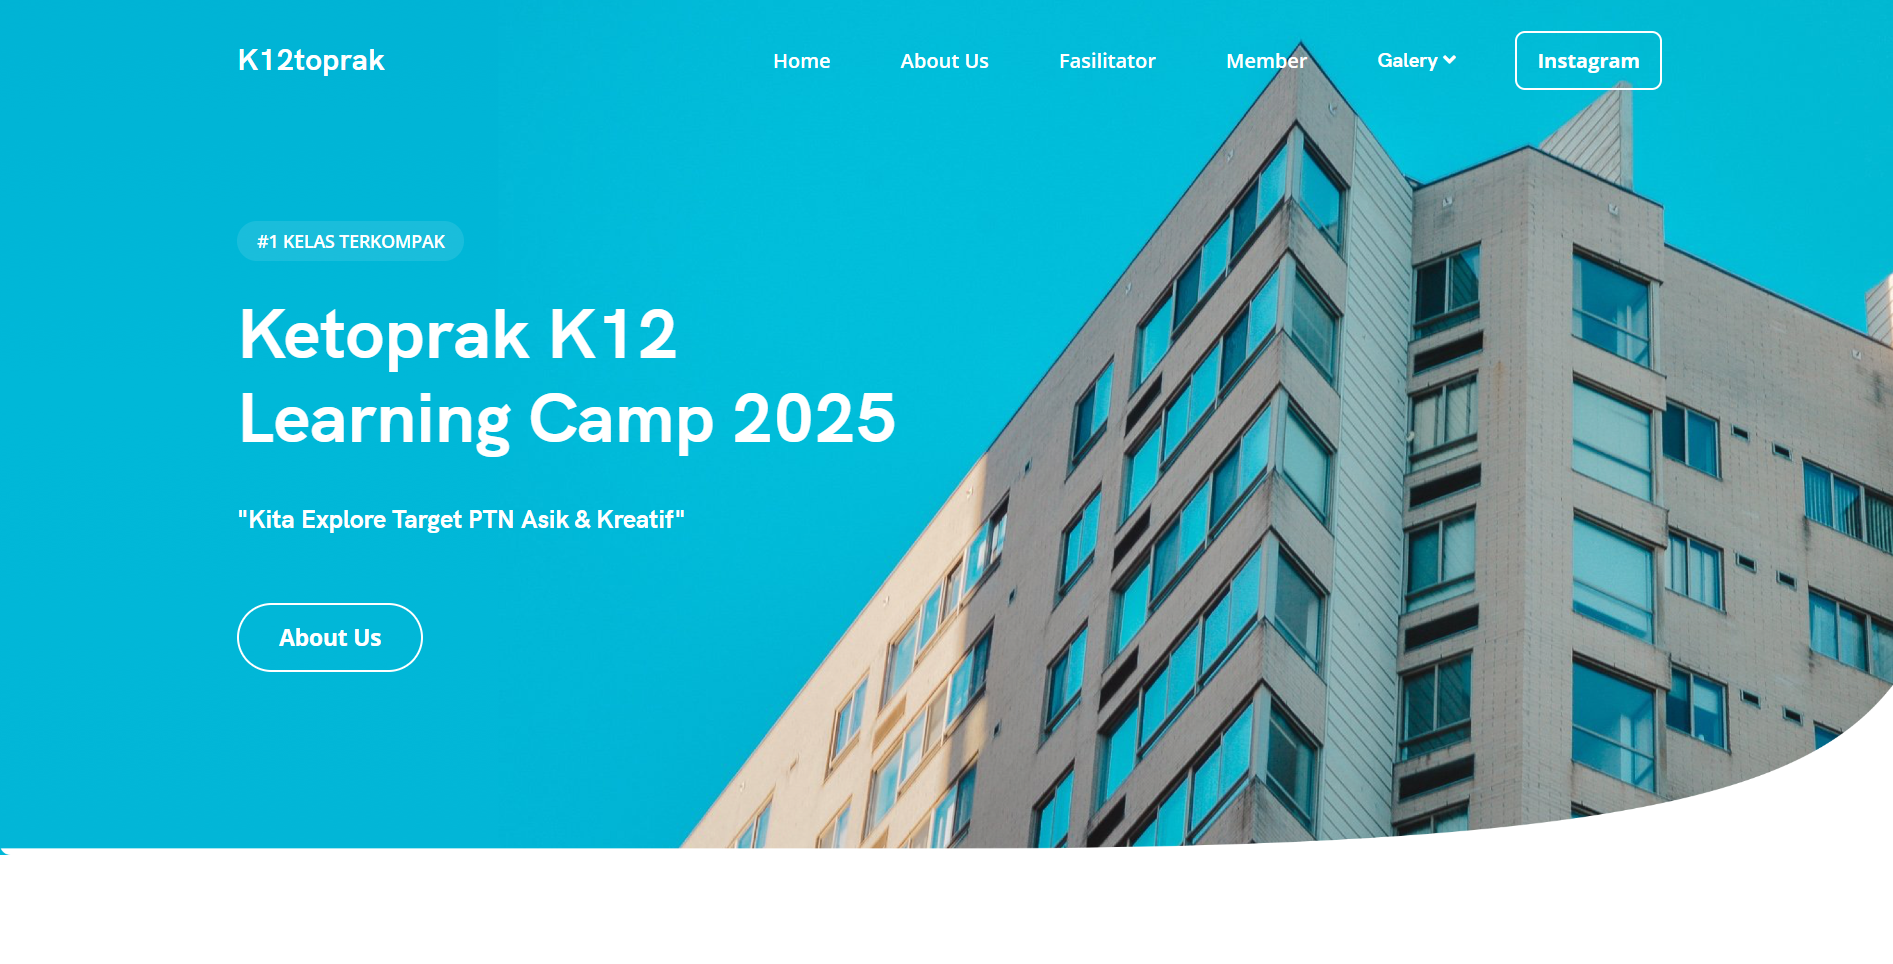 K12toprak
Home
About Us
Fasilitator
Member
Galery
Instagram
#1 KELAS TERKOMPAK
Ketoprak K12
Learning Camp 2025
"Kita Explore Target PTN Asik & Kreatif"
About Us